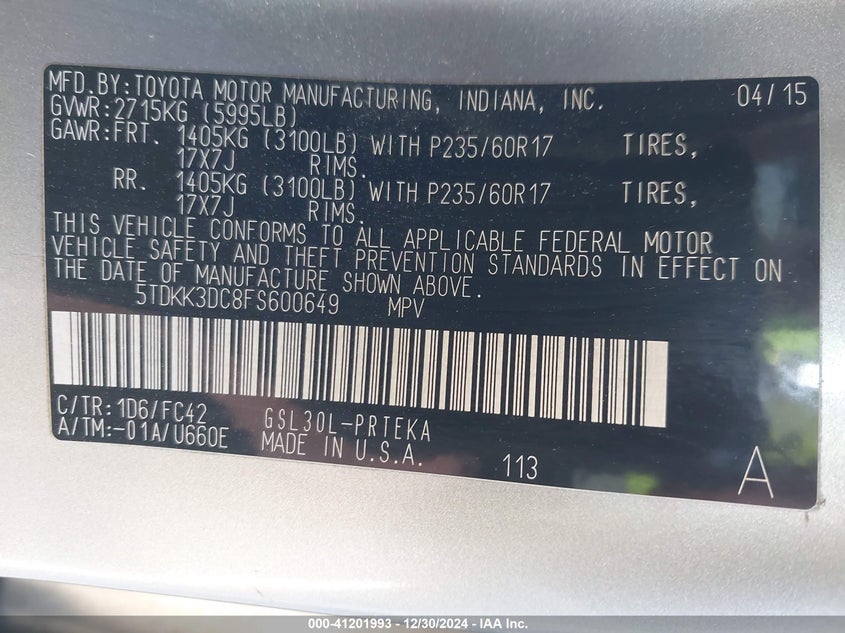 MFD.BY:TOYOTA MOTOR MANUFACTURING, INDIANA, INC. 04/15
GVWR:2715KG (5995LB)
GAWR:FRT. 1405KG (3100LB) WITH P235/60R17 TIRES,
17X7J RIMS.
RR. 1405KG (3100LB) WITH P235/60R17 TIRES,
17X7J RIMS.
THIS VEHICLE CONFORMS TO ALL APPLICABLE FEDERAL MOTOR
VEHICLE SAFETY AND THEFT PREVENTION STANDARDS IN EFFECT ON
THE DATE OF MANUFACTURE SHOWN ABOVE.
5TDKK3DC8FS600649 MPV
C/TR:1D6/FC42 GSL30L-PRTEKA
A/TM:-01A/U660E MADE IN U.S.A. 113 A
000-41201993 - 12/30/2024 - IAA Inc.